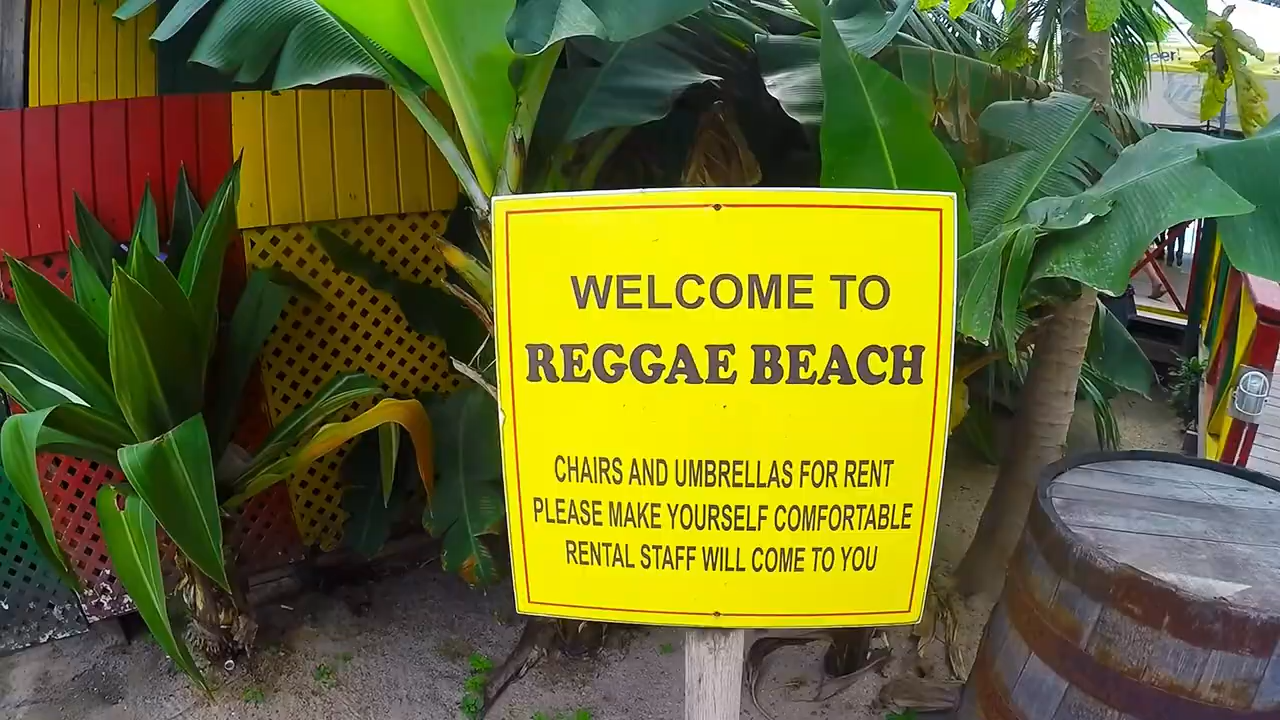 WELCOME TO
REGGAE BEACH
CHAIRS AND UMBRELLAS FOR RENT
PLEASE MAKE YOURSELF COMFORTABLE
RENTAL STAFF WILL COME TO YOU